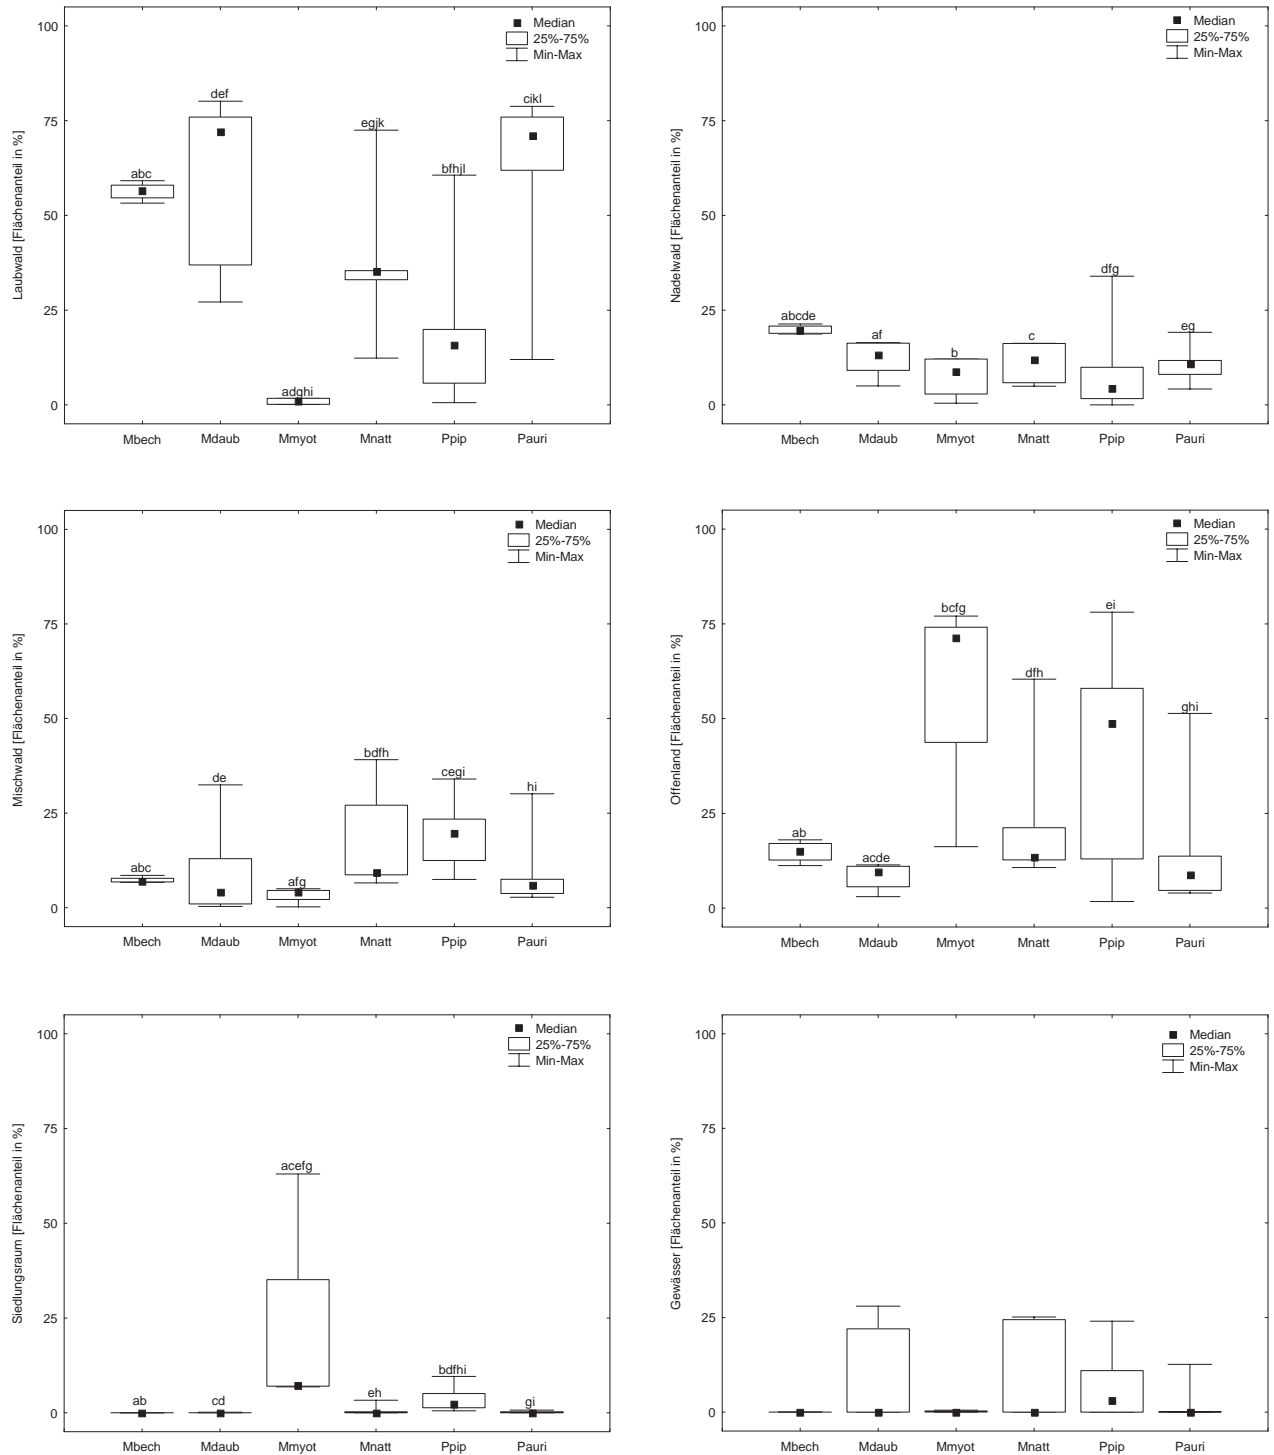 100
75
50
25
0
Laubwald [Flächenanteil in %]
Median
25%-75%
Min-Max
abc
def
adghi
egjk
bfhjl
cikl
Mbech Mdaub Mmyot Mnatt Ppip Pauri
100
75
50
25
0
Nadelwald [Flächenanteil in %]
Median
25%-75%
Min-Max
abcde
af
b
c
dfg
eg
Mbech Mdaub Mmyot Mnatt Ppip Pauri
100
75
50
25
0
Mischwald [Flächenanteil in %]
Median
25%-75%
Min-Max
abc
de
afg
bdfh
cegi
hi
Mbech Mdaub Mmyot Mnatt Ppip Pauri
100
75
50
25
0
Offenland [Flächenanteil in %]
Median
25%-75%
Min-Max
ab
acde
bcfg
dfh
ei
ghi
Mbech Mdaub Mmyot Mnatt Ppip Pauri
100
75
50
25
0
Siedlungsraum [Flächenanteil in %]
Median
25%-75%
Min-Max
ab
cd
acefg
eh
bdfhi
gi
Mbech Mdaub Mmyot Mnatt Ppip Pauri
100
75
50
25
0
Gewässer [Flächenanteil in %]
Median
25%-75%
Min-Max
Mbech Mdaub Mmyot Mnatt Ppip Pauri